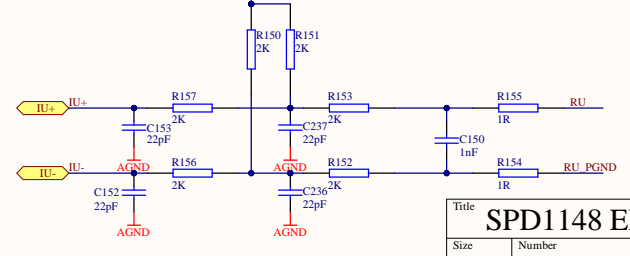 R150
2K
R151
2K
IU+
IU+
R157
2K
R153
2K
R155
1R
RU
C153
22pF
C237
22pF
C150
1nF
AGND
AGND
IU-
IU-
R156
2K
R152
2K
R154
1R
RU_PGND
C152
22pF
C236
22pF
AGND
AGND
Title
SPD1148 E
Size
Number